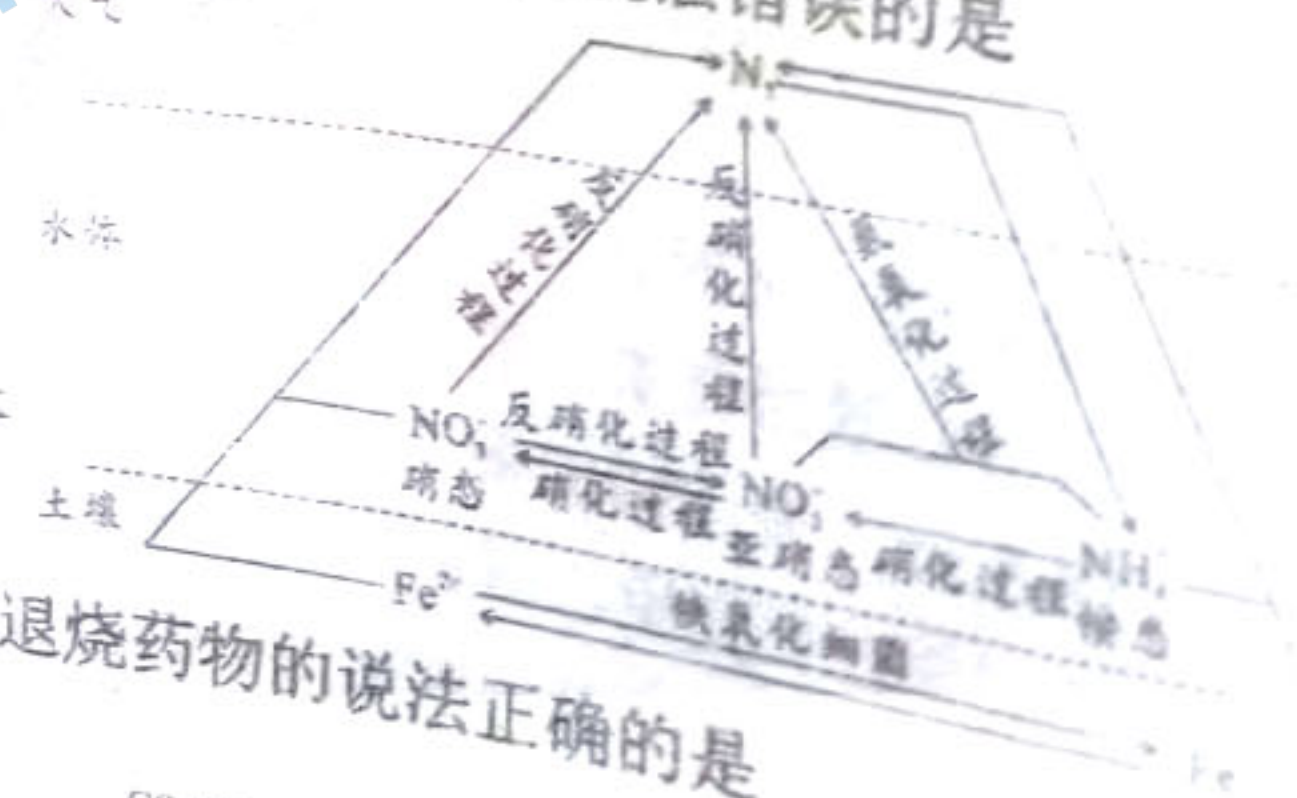 错误的是
N₂
水体
反硝化过程
反硝化过程
氨氧化过程
NO₃⁻
反硝化过程
硝态
硝化过程
NO₂⁻
亚硝态
硝化过程
NH₄
铵态
土壤
Fe²⁺
铁氧化细菌
Fe
退烧药物的说法正确的是